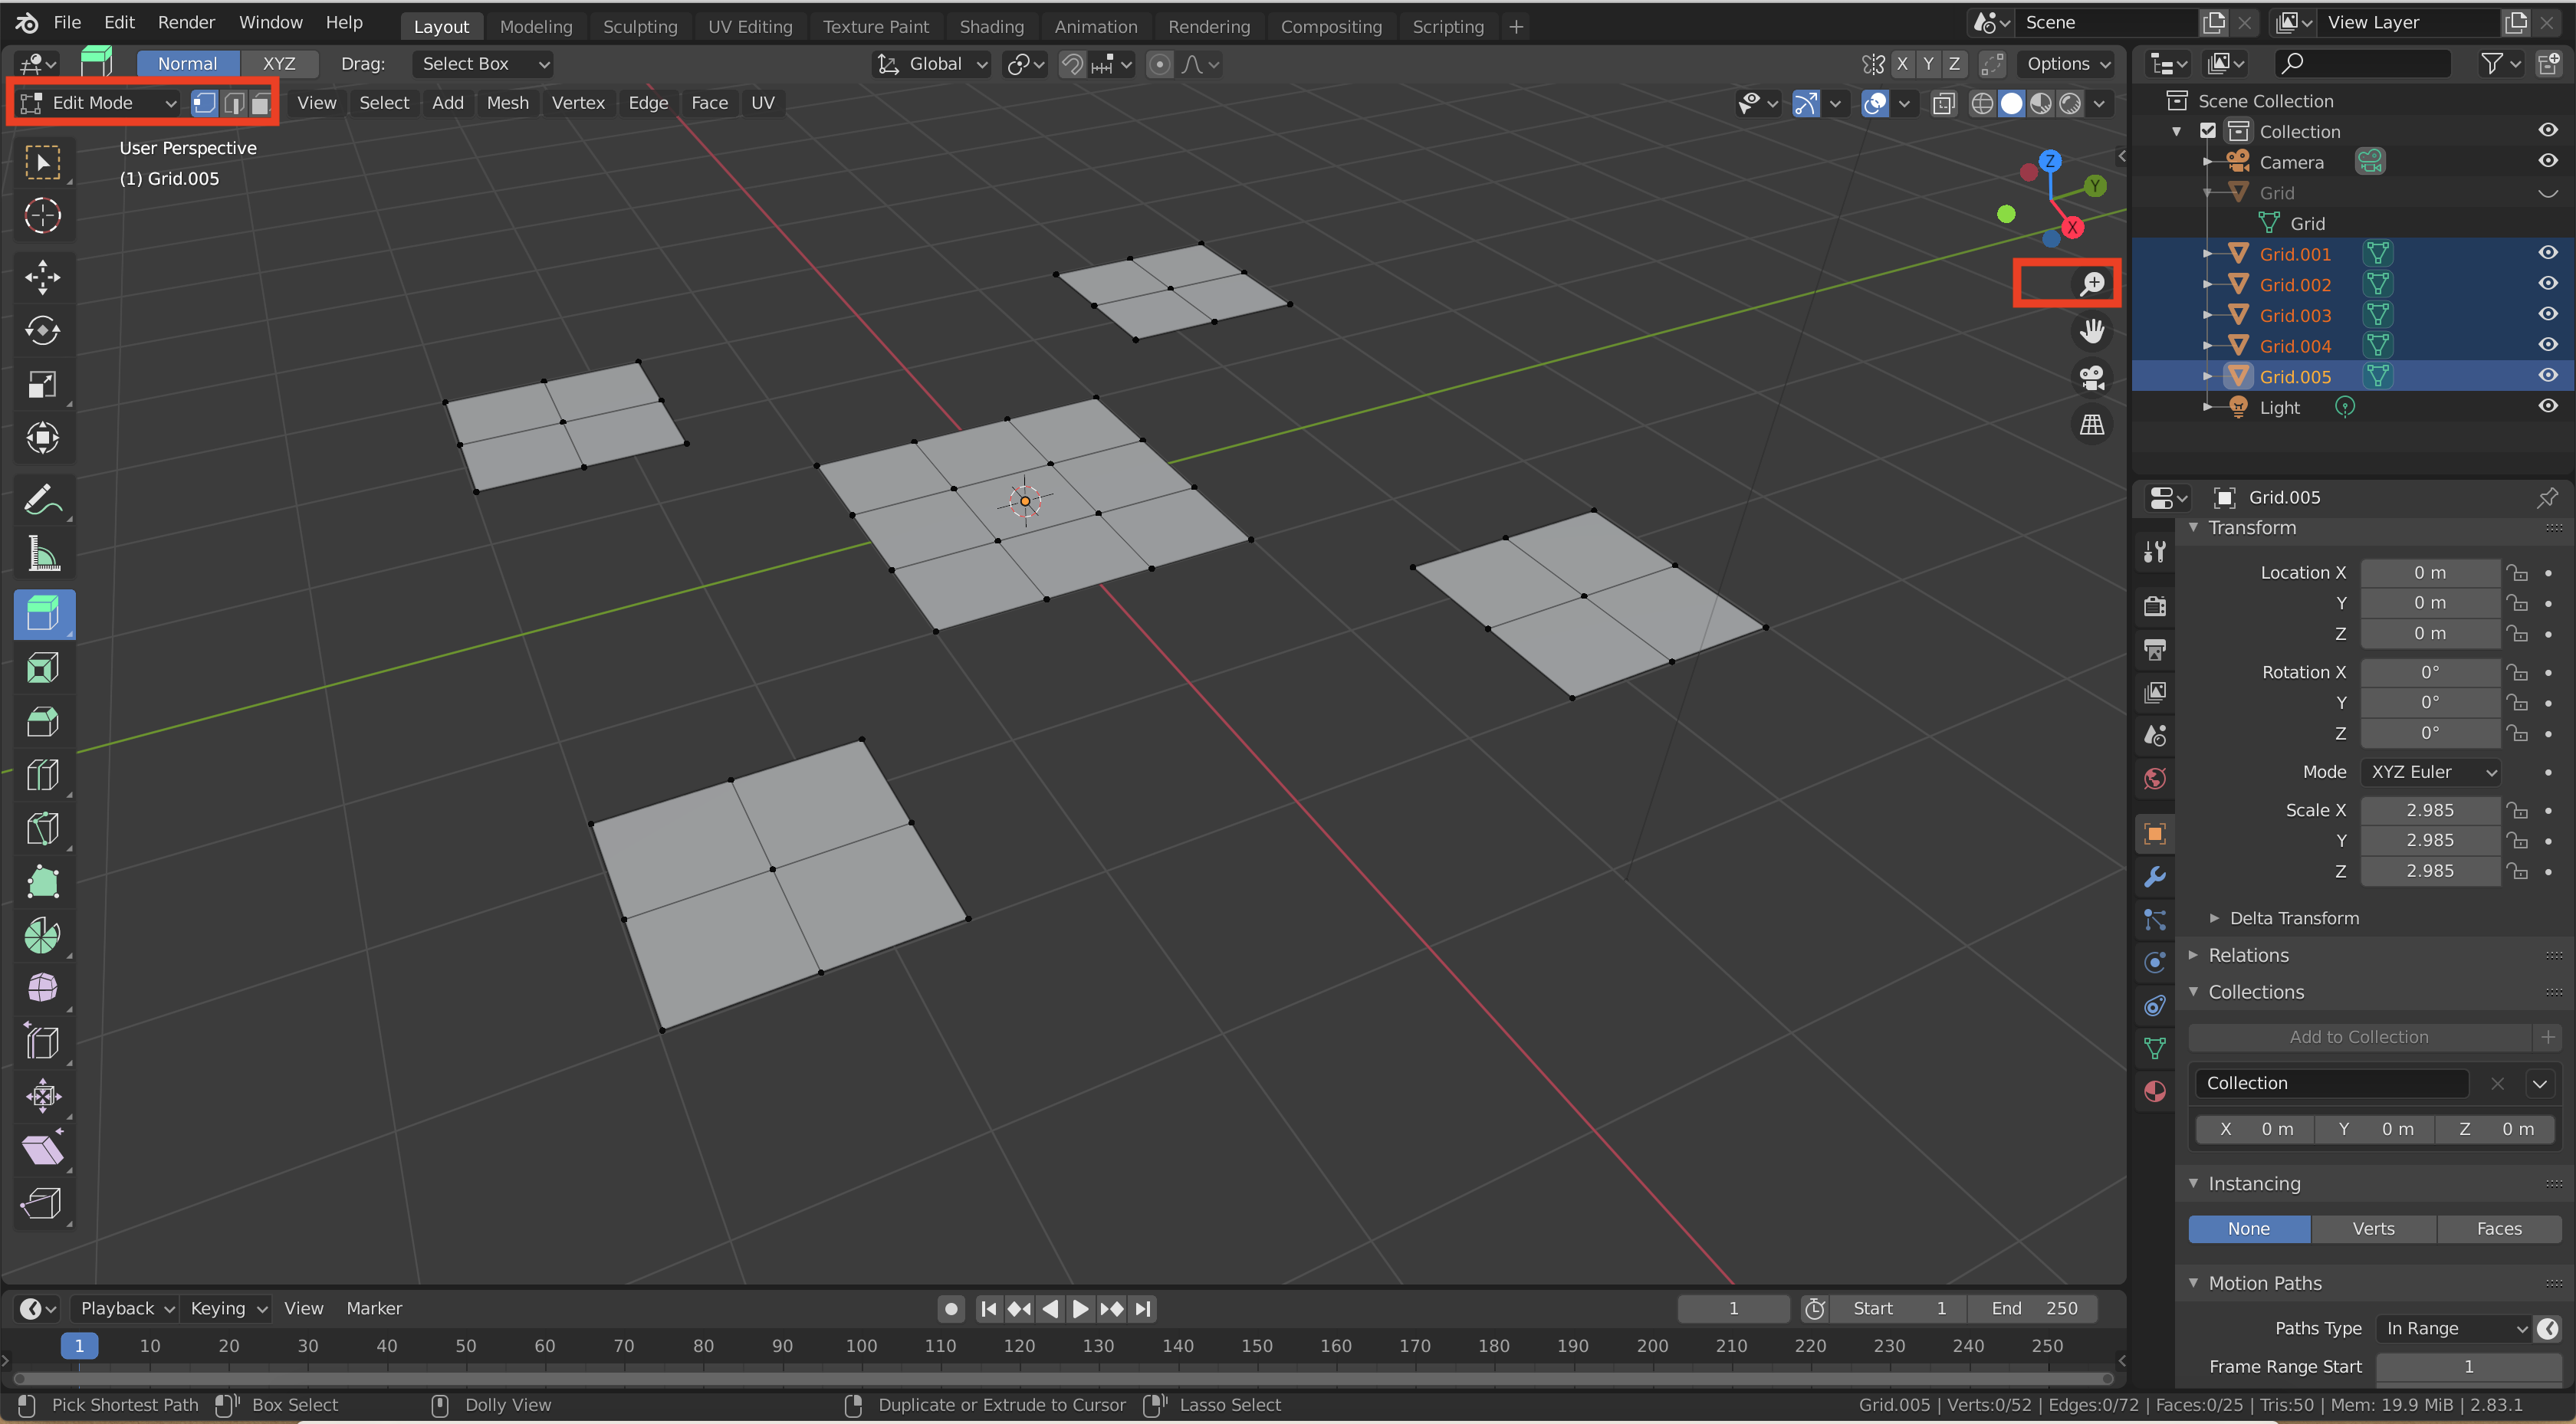 File Edit Render Window Help Layout Modeling Sculpting UV Editing Texture Paint Shading Animation Rendering Compositing Scripting + Scene View Layer
Normal XYZ Drag: Select Box Global X Y Z Options
Edit Mode View Select Add Mesh Vertex Edge Face UV
User Perspective
(1) Grid.005
Z
Y
X
Scene Collection
Collection
Camera
Grid
Grid
Grid.001
Grid.002
Grid.003
Grid.004
Grid.005
Light
Grid.005
Transform
Location X 0 m
Y 0 m
Z 0 m
Rotation X 0°
Y 0°
Z 0°
Mode XYZ Euler
Scale X 2.985
Y 2.985
Z 2.985
Delta Transform
Relations
Collections
Add to Collection +
Collection
X 0 m Y 0 m Z 0 m
Instancing
None Verts Faces
Motion Paths
Paths Type In Range
Frame Range Start 1
Playback Keying View Marker 1 Start 1 End 250
1 10 20 30 40 50 60 70 80 90 100 110 120 130 140 150 160 170 180 190 200 210 220 230 240 250
Pick Shortest Path Box Select Dolly View Duplicate or Extrude to Cursor Lasso Select Grid.005 | Verts:0/52 | Edges:0/72 | Faces:0/25 | Tris:50 | Mem: 19.9 MiB | 2.83.1